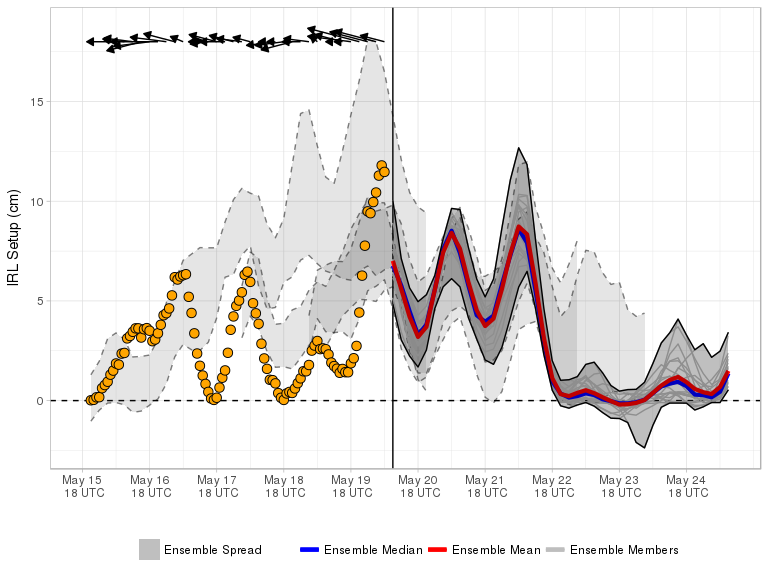 IRL Setup (cm)
15
10
5
0
May 15 May 16 May 17 May 18 May 19 May 20 May 21 May 22 May 23 May 24
18 UTC 18 UTC 18 UTC 18 UTC 18 UTC 18 UTC 18 UTC 18 UTC 18 UTC 18 UTC
Ensemble Spread Ensemble Median Ensemble Mean Ensemble Members